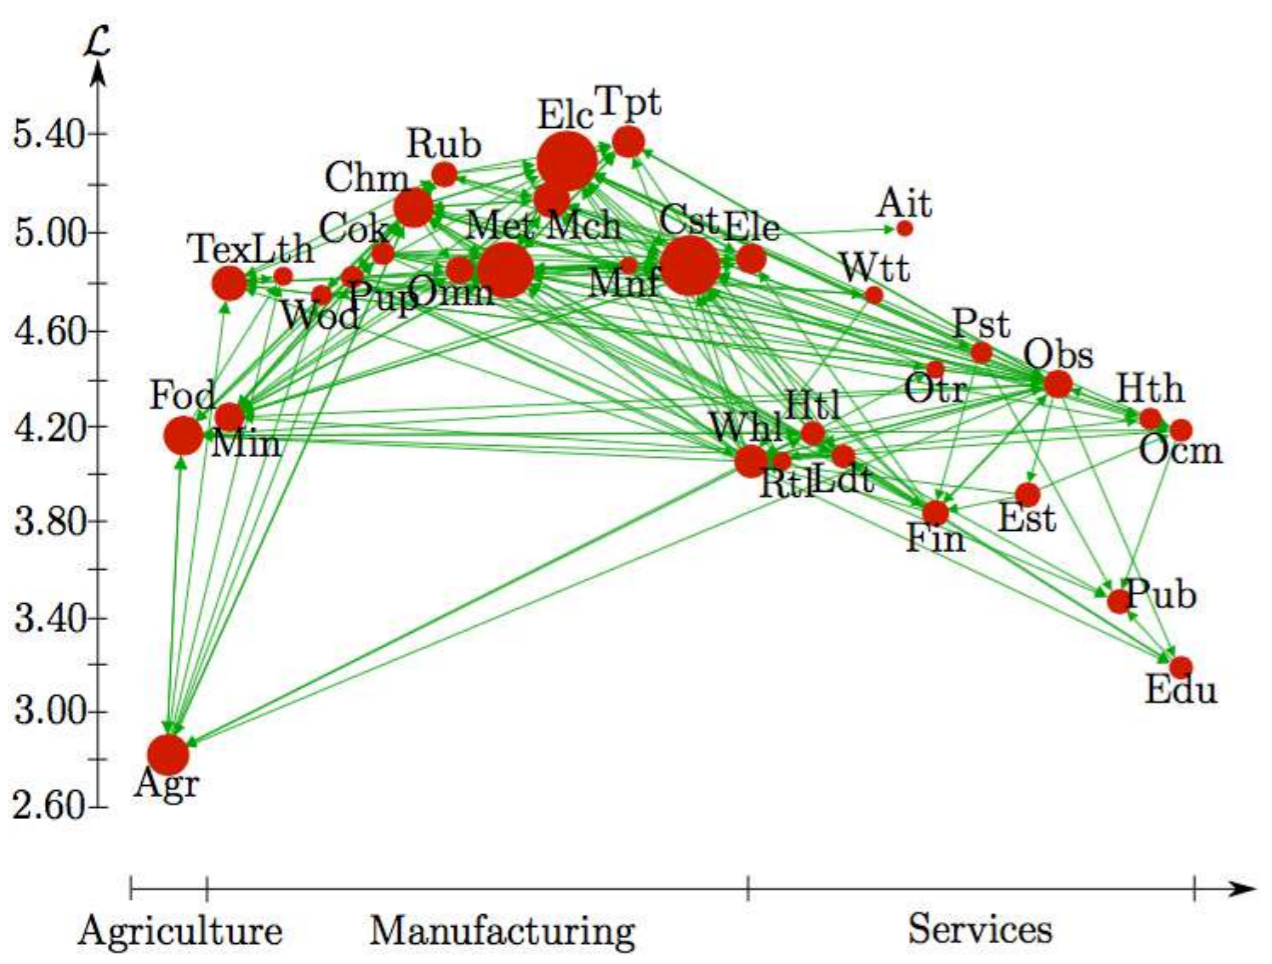 ℒ
Elc Tpt
5.40
Rub
Chm
Ait
5.00
Cok Met Mch Cst Ele
Tex Lth
Wtt
Mnf
Pup Omn
Wod
4.60
Pst
Obs
Otr
Fod
Hth
Htl
4.20
Whl
Min
Ocm
Rtl Ldt
3.80
Est
Fin
Pub
3.40
Edu
3.00
Agr
2.60
Agriculture Manufacturing Services